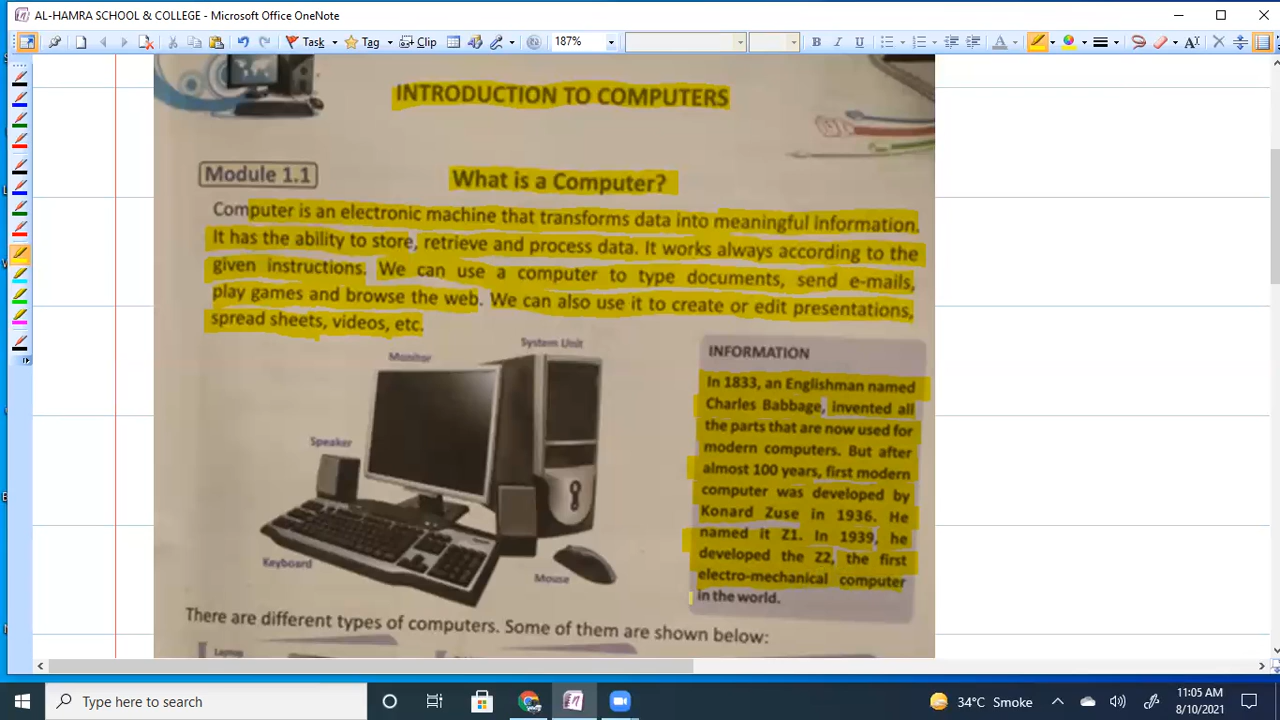 AL-HAMRA SCHOOL & COLLEGE - Microsoft Office OneNote
Task Tag Clip 187% B I U
INTRODUCTION TO COMPUTERS
Module 1.1
What is a Computer?
Computer is an electronic machine that transforms data into meaningful information.
It has the ability to store, retrieve and process data. It works always according to the
given instructions. We can use a computer to type documents, send e-mails,
play games and browse the web. We can also use it to create or edit presentations,
spread sheets, videos, etc.
System Unit
Monitor
Speaker
Keyboard
Mouse
INFORMATION
In 1833, an Englishman named
Charles Babbage, invented all
the parts that are now used for
modern computers. But after
almost 100 years, first modern
computer was developed by
Konard Zuse in 1936. He
named it Z1. In 1939, he
developed the Z2, the first
electro-mechanical computer
in the world.
There are different types of computers. Some of them are shown below:
Laptop
Type here to search
34°C Smoke
11:05 AM
8/10/2021